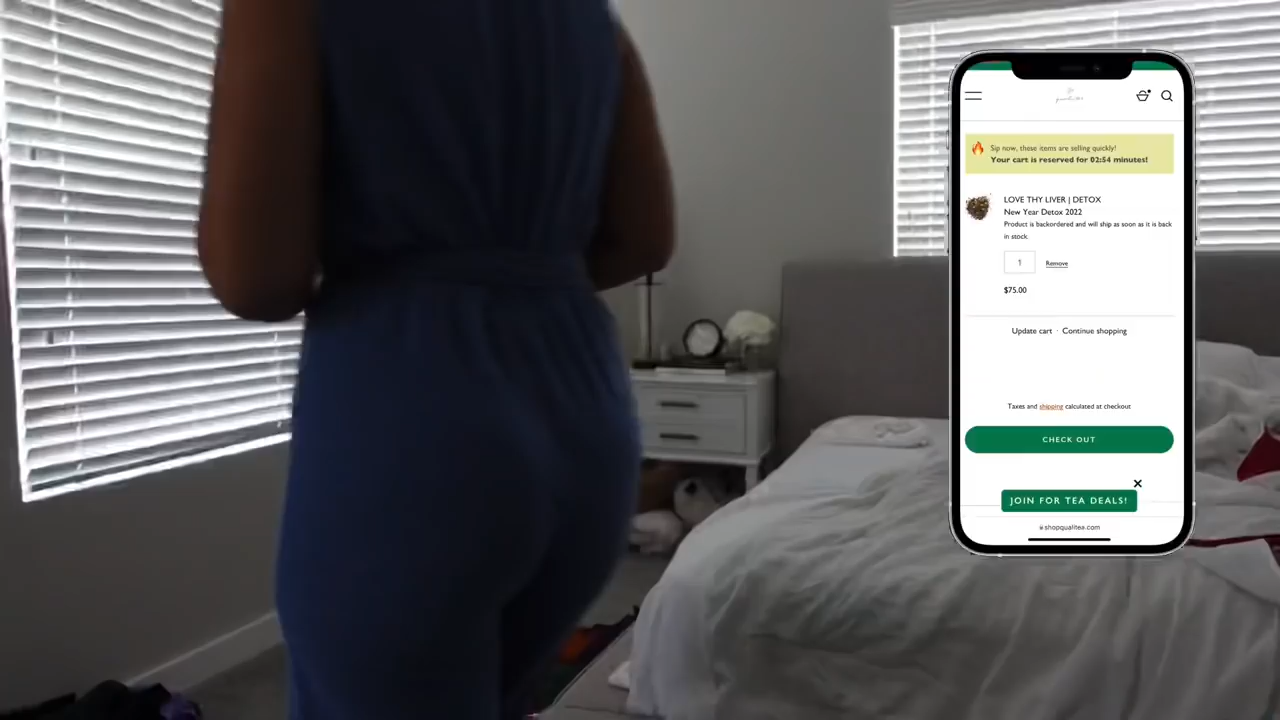 Sip now, these items are selling quickly!
Your cart is reserved for 02:54 minutes!
LOVE THY LIVER | DETOX
New Year Detox 2022
Product is backordered and will ship as soon as it is back
in stock.
1
Remove
$75.00
Update cart · Continue shopping
Taxes and shipping calculated at checkout
CHECK OUT
JOIN FOR TEA DEALS!
shopqualitea.com